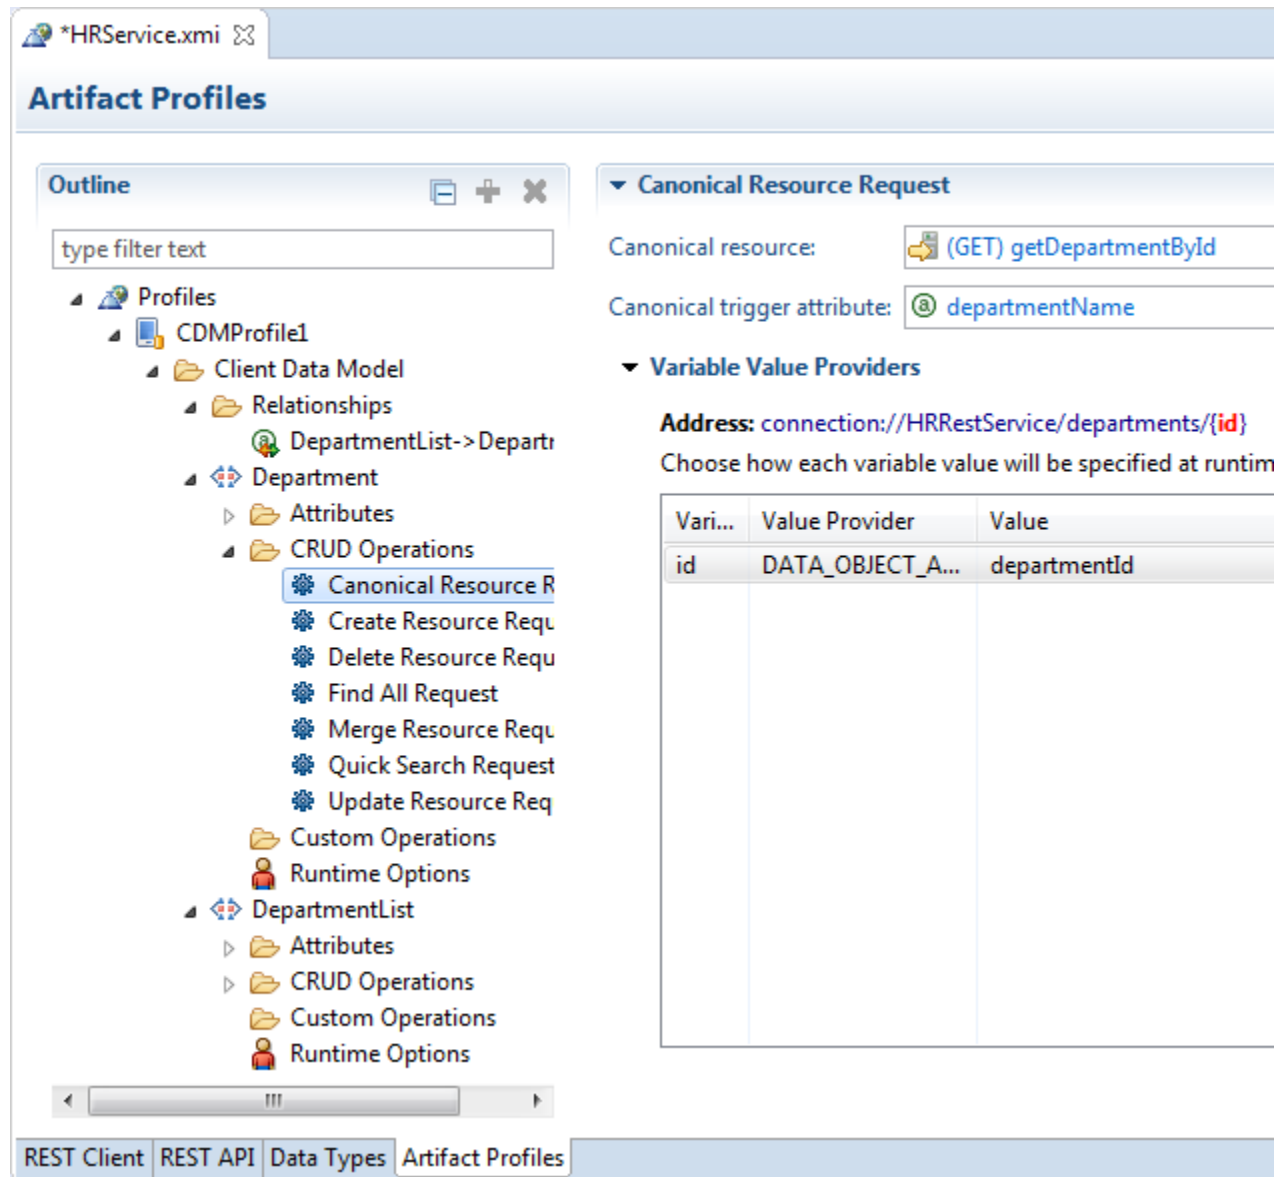 *HRService.xmi
Artifact Profiles
Outline
type filter text
Profiles
CDMProfile1
Client Data Model
Relationships
DepartmentList->Departr
Department
Attributes
CRUD Operations
Canonical Resource R
Create Resource Requ
Delete Resource Requ
Find All Request
Merge Resource Requ
Quick Search Request
Update Resource Req
Custom Operations
Runtime Options
DepartmentList
Attributes
CRUD Operations
Custom Operations
Runtime Options
Canonical Resource Request
Canonical resource: (GET) getDepartmentById
Canonical trigger attribute: departmentName
Variable Value Providers
Address: connection://HRRestService/departments/{id}
Choose how each variable value will be specified at runtim
Vari... Value Provider Value
id DATA_OBJECT_A... departmentId
REST Client REST API Data Types Artifact Profiles